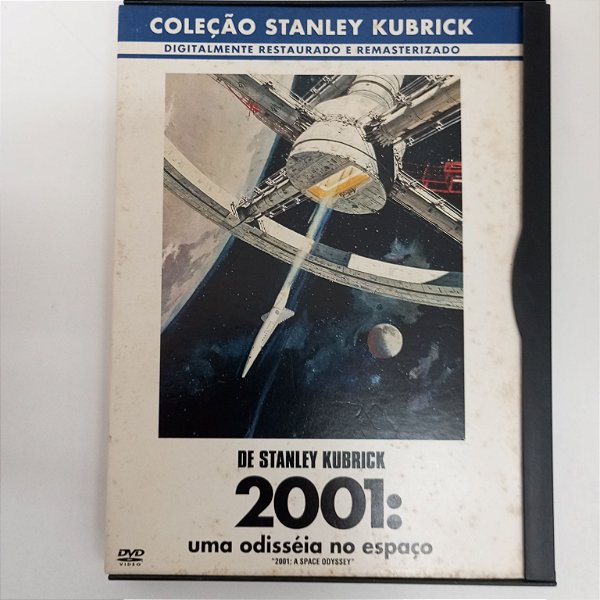 COLEÇÃO STANLEY KUBRICK
DIGITALMENTE RESTAURADO E REMASTERIZADO
DE STANLEY KUBRICK
2001:
uma odisséia no espaço
"2001: A SPACE ODYSSEY"
DVD
VIDEO